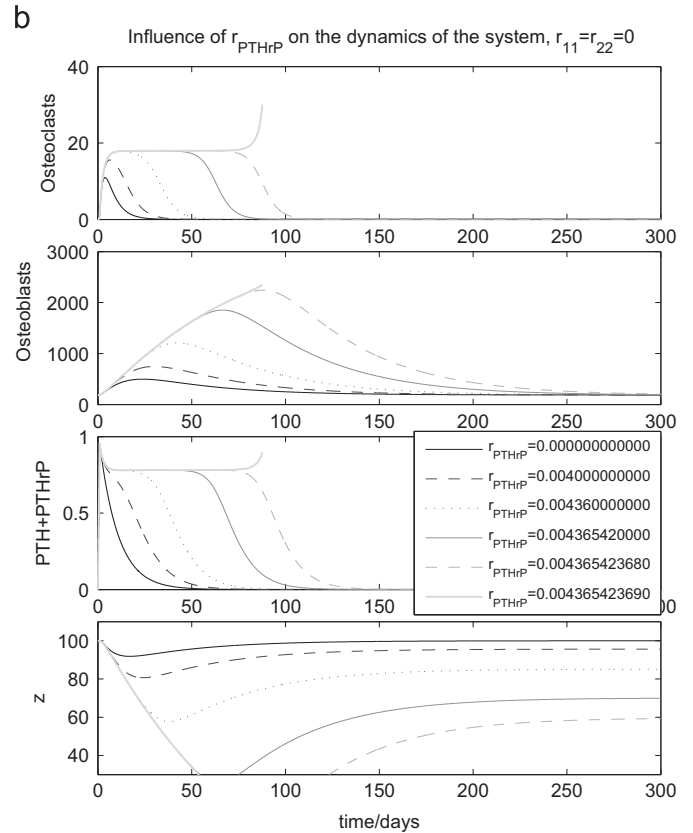 b
Influence of r_PTHrP on the dynamics of the system, r_11=r_22=0
Osteoclasts
40
20
0
0 50 100 150 200 250 300
Osteoblasts
3000
2000
1000
0
0 50 100 150 200 250 300
PTH+PTHrP
1
0.5
0
0 50 100 150 200 250 300
r_PTHrP=0.000000000000
r_PTHrP=0.004000000000
r_PTHrP=0.004360000000
r_PTHrP=0.004365420000
r_PTHrP=0.004365423680
r_PTHrP=0.004365423690
z
100
80
60
40
0 50 100 150 200 250 300
time/days